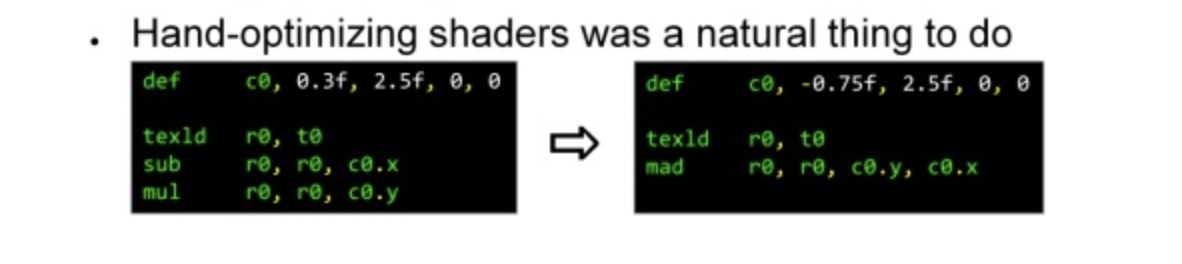 • Hand-optimizing shaders was a natural thing to do
def c0, 0.3f, 2.5f, 0, 0
texld r0, t0
sub r0, r0, c0.x
mul r0, r0, c0.y
def c0, -0.75f, 2.5f, 0, 0
texld r0, t0
mad r0, r0, c0.y, c0.x